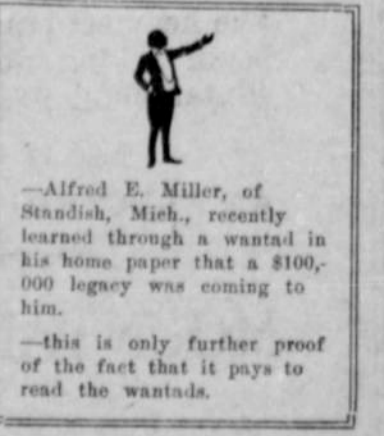 —Alfred E. Miller, of
Standish, Mich., recently
learned through a wantad in
his home paper that a $100,-
000 legacy was coming to
him.
—this is only further proof
of the fact that it pays to
read the wantads.